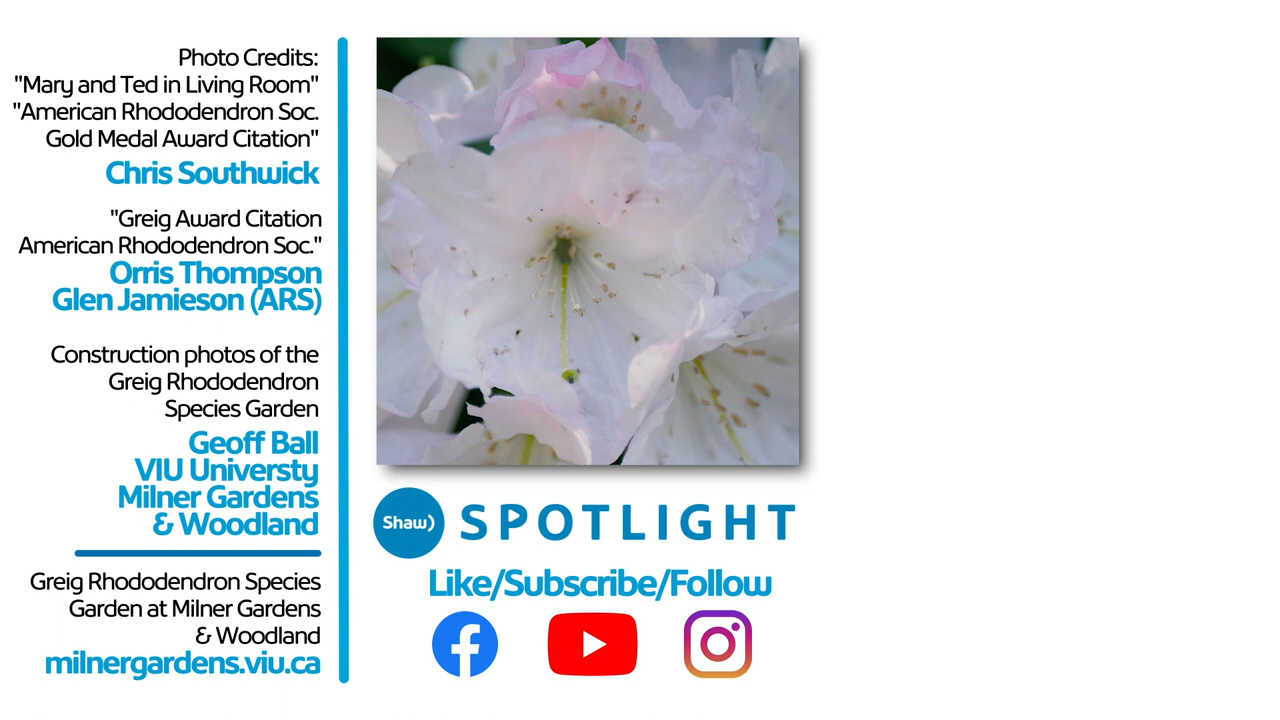 Photo Credits:
"Mary and Ted in Living Room"
"American Rhododendron Soc.
Gold Medal Award Citation"
Chris Southwick
"Greig Award Citation
American Rhododendron Soc."
Orris Thompson
Glen Jamieson (ARS)
Construction photos of the
Greig Rhododendron
Species Garden
Geoff Ball
VIU Universty
Milner Gardens
& Woodland
Greig Rhododendron Species
Garden at Milner Gardens
& Woodland
milnergardens.viu.ca
Shaw)
SPOTLIGHT
Like/Subscribe/Follow